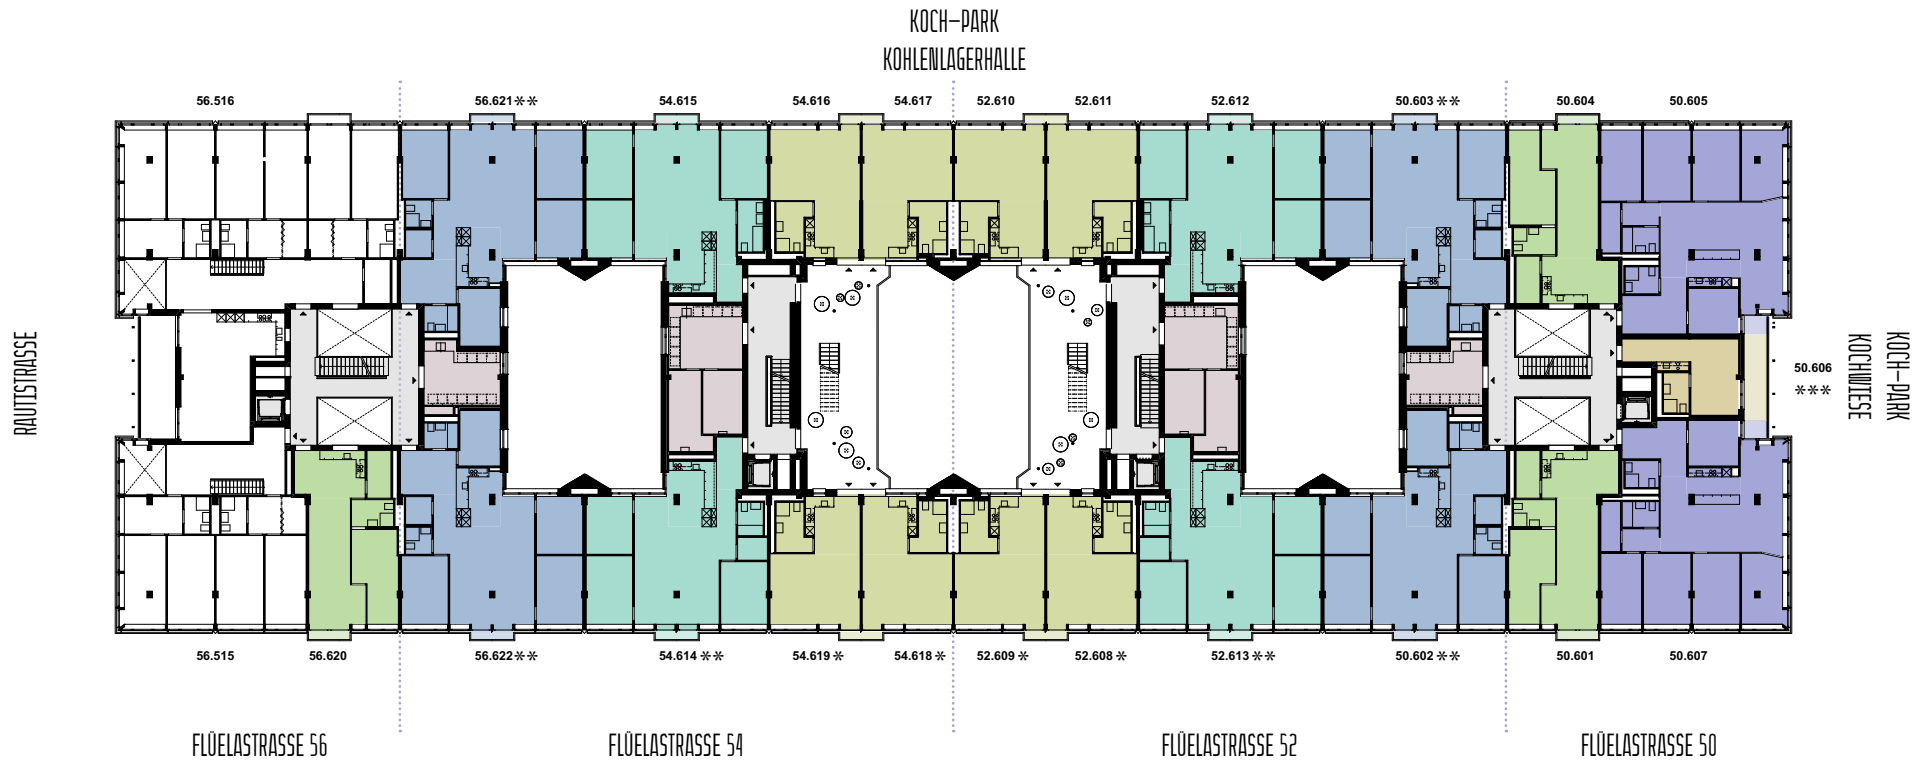 KOCH–PARK
KOHLENLAGERHALLE
56.516
56.621**
54.615
54.616
54.617
52.610
52.611
52.612
50.603 **
50.604
50.605
RAUTISTRASSE
50.606
***
KOCH–PARK
KOCHWIESE
56.515
56.620
56.622**
54.614 **
54.619 *
54.618 *
52.609 *
52.608 *
52.613 **
50.602 **
50.601
50.607
FLÜELASTRASSE 56
FLÜELASTRASSE 54
FLÜELASTRASSE 52
FLÜELASTRASSE 50